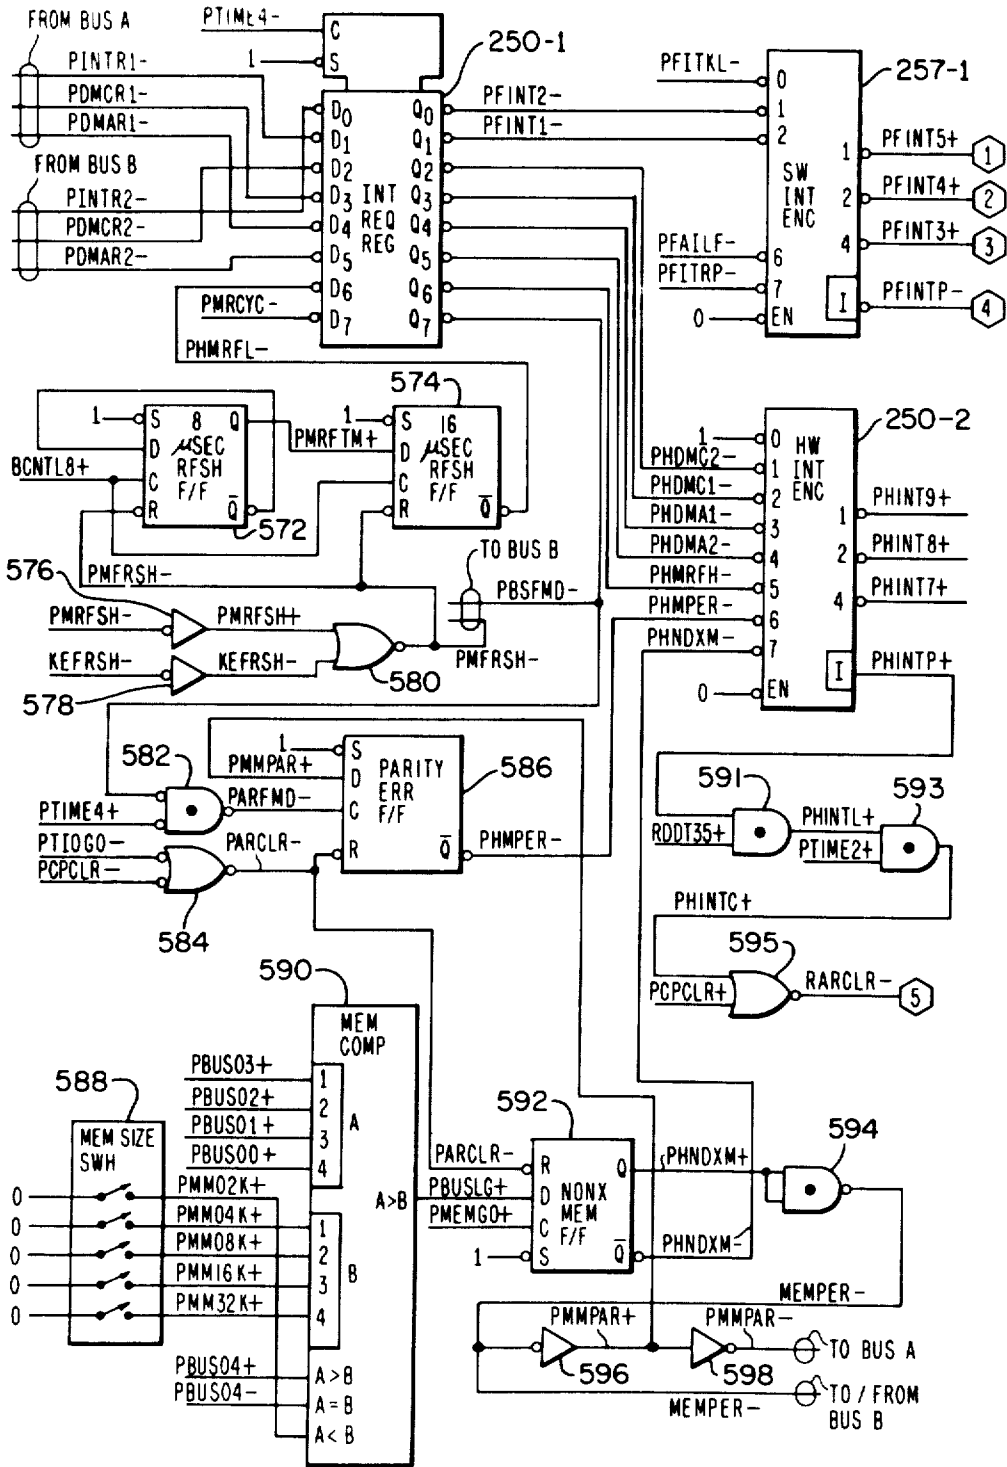 FROM BUS A
PTIME4-
C
1
S
250-1
PINTR1-
PDMCR1-
PDMAR1-
FROM BUS B
PINTR2-
PDMCR2-
PDMAR2-
PMRCYC-
PHMRFL-
D0
D1
D2
D3
D4
D5
D6
D7
INT
REQ
REG
Q0
Q1
Q2
Q3
Q4
Q5
Q6
Q7
PFINT2-
PFINT1-
PFITKL-
257-1
0
1
2
SW
INT
ENC
6
7
EN
PFAILF-
PFITRP-
0
1
2
4
I
PFINT5+
PFINT4+
PFINT3+
PFINTP-
1
2
3
4
574
1
S
D
C
R
8
µSEC
RFSH
F/F
Q
Q
572
BCNTL8+
PMRFTM+
1
S
D
C
R
16
µSEC
RFSH
F/F
Q
250-2
1
0
1
2
3
4
5
6
7
EN
HW
INT
ENC
PHDMC2-
PHDMC1-
PHDMA1-
PHDMA2-
PHMRFH-
PHMPER-
PHNDXM-
0
1
2
4
I
PHINT9+
PHINT8+
PHINT7+
PHINTP+
576
PMFRSH-
PMRFSH-
PMRFSH+
KEFRSH-
KEFRSH-
578
580
TO BUS B
PBSFMD-
PMFRSH-
582
PTIME4+
PARFMD-
PTIOGO-
PCPCLR-
PARCLR-
584
PMMPAR+
1
S
D
C
R
PARITY
ERR
F/F
Q
586
PHMPER-
591
RDDT35+
PHINTL+
593
PTIME2+
PHINTC+
595
PCPCLR+
RARCLR-
5
590
MEM
COMP
PBUS03+
PBUS02+
PBUS01+
PBUS00+
1
2
3
4
A
588
MEM SIZE
SWH
0
0
0
0
0
PMM02K+
PMM04K+
PMM08K+
PMM16K+
PMM32K+
1
2
3
4
B
A>B
PBUS04+
PBUS04-
A>B
A=B
A<B
592
PARCLR-
PBUSLG+
PMEMGO+
1
R
D
C
S
NONX
MEM
F/F
Q
Q
PHNDXM+
PHNDXM-
594
MEMPER-
PMMPAR+
596
PMMPAR-
598
TO BUS A
MEMPER-
TO / FROM
BUS B